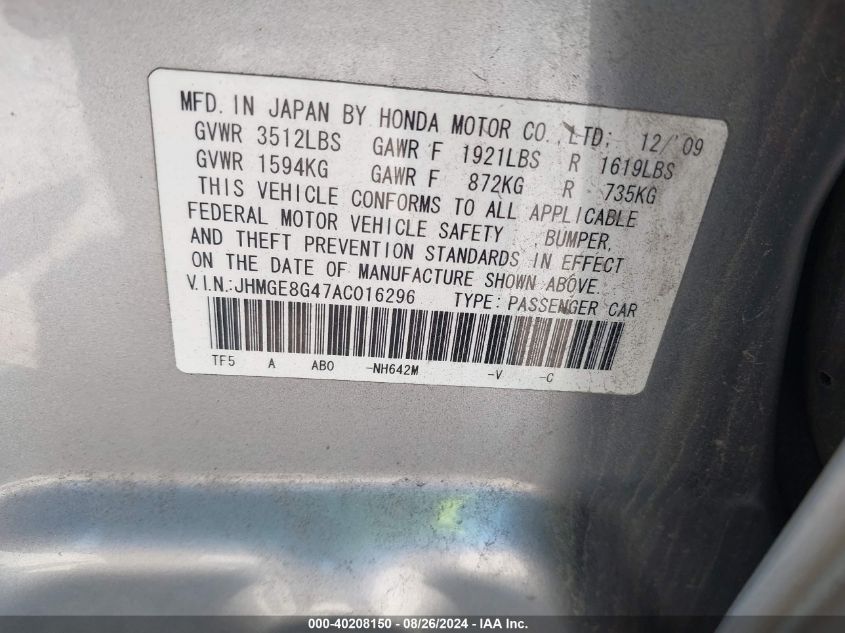 MFD. IN JAPAN BY HONDA MOTOR CO., LTD; 12/'09
GVWR 3512LBS GAWR F 1921LBS R 1619LBS
GVWR 1594KG GAWR F 872KG R 735KG
THIS VEHICLE CONFORMS TO ALL APPLICABLE
FEDERAL MOTOR VEHICLE SAFETY , BUMPER,
AND THEFT PREVENTION STANDARDS IN EFFECT
ON THE DATE OF MANUFACTURE SHOWN ABOVE.
V.I.N.:JHMGE8G47AC016296 TYPE: PASSENGER CAR
TF5 A AB0 -NH642M -V -C
000-40208150 - 08/26/2024 - IAA Inc.